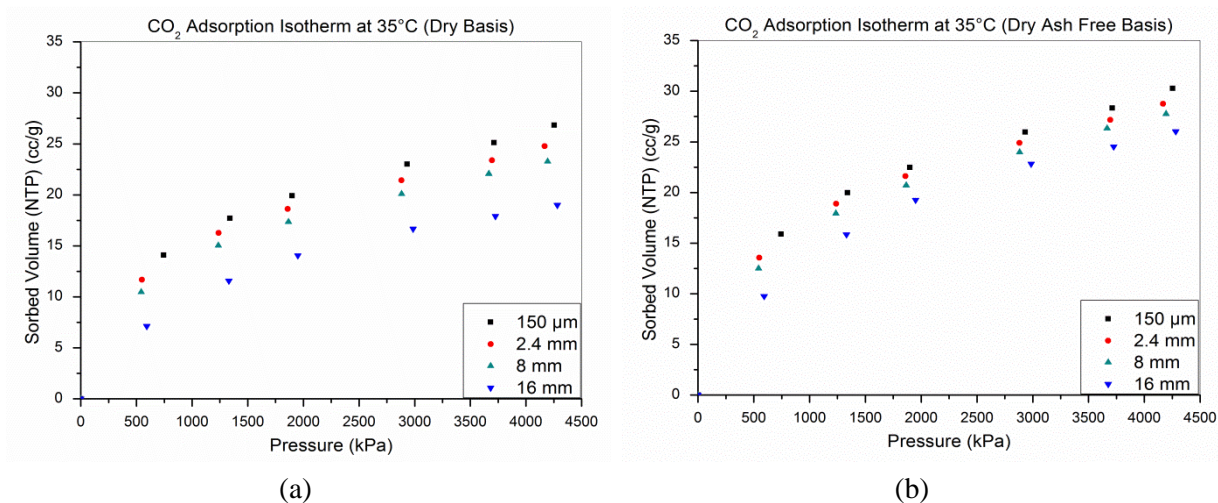 CO2 Adsorption Isotherm at 35°C (Dry Basis)
35
30
25
20
15
10
5
0
Sorbed Volume (NTP) (cc/g)
150 µm
2.4 mm
8 mm
16 mm
0 500 1000 1500 2000 2500 3000 3500 4000 4500
Pressure (kPa)
(a)
CO2 Adsorption Isotherm at 35°C (Dry Ash Free Basis)
35
30
25
20
15
10
5
0
Sorbed Volume (NTP) (cc/g)
150 µm
2.4 mm
8 mm
16 mm
0 500 1000 1500 2000 2500 3000 3500 4000 4500
Pressure (kPa)
(b)